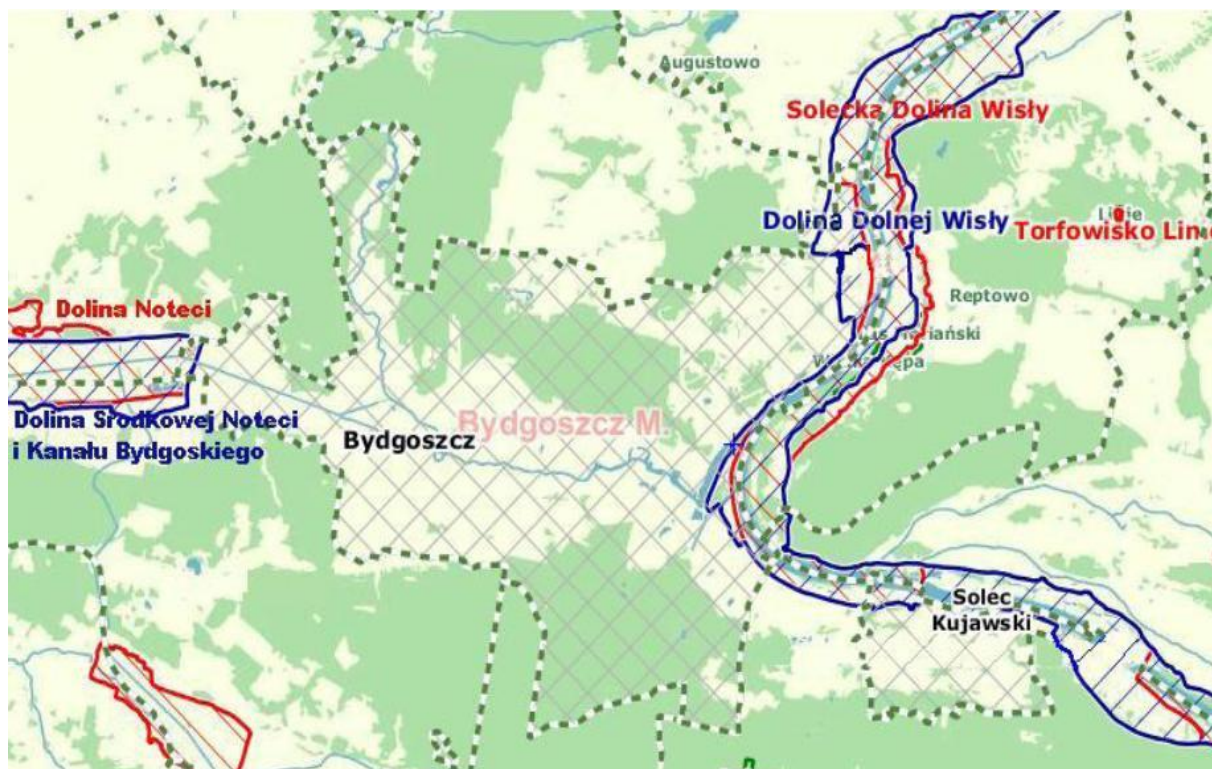 Augustowo
Solecka Dolina Wisły
Dolina Dolnej Wisły
Torfowisko Lin
Reptowo
Dolina Noteci
Dolina Środkowej Noteci
i Kanału Bydgoskiego
Bydgoszcz M.
Bydgoszcz
Solec
Kujawski